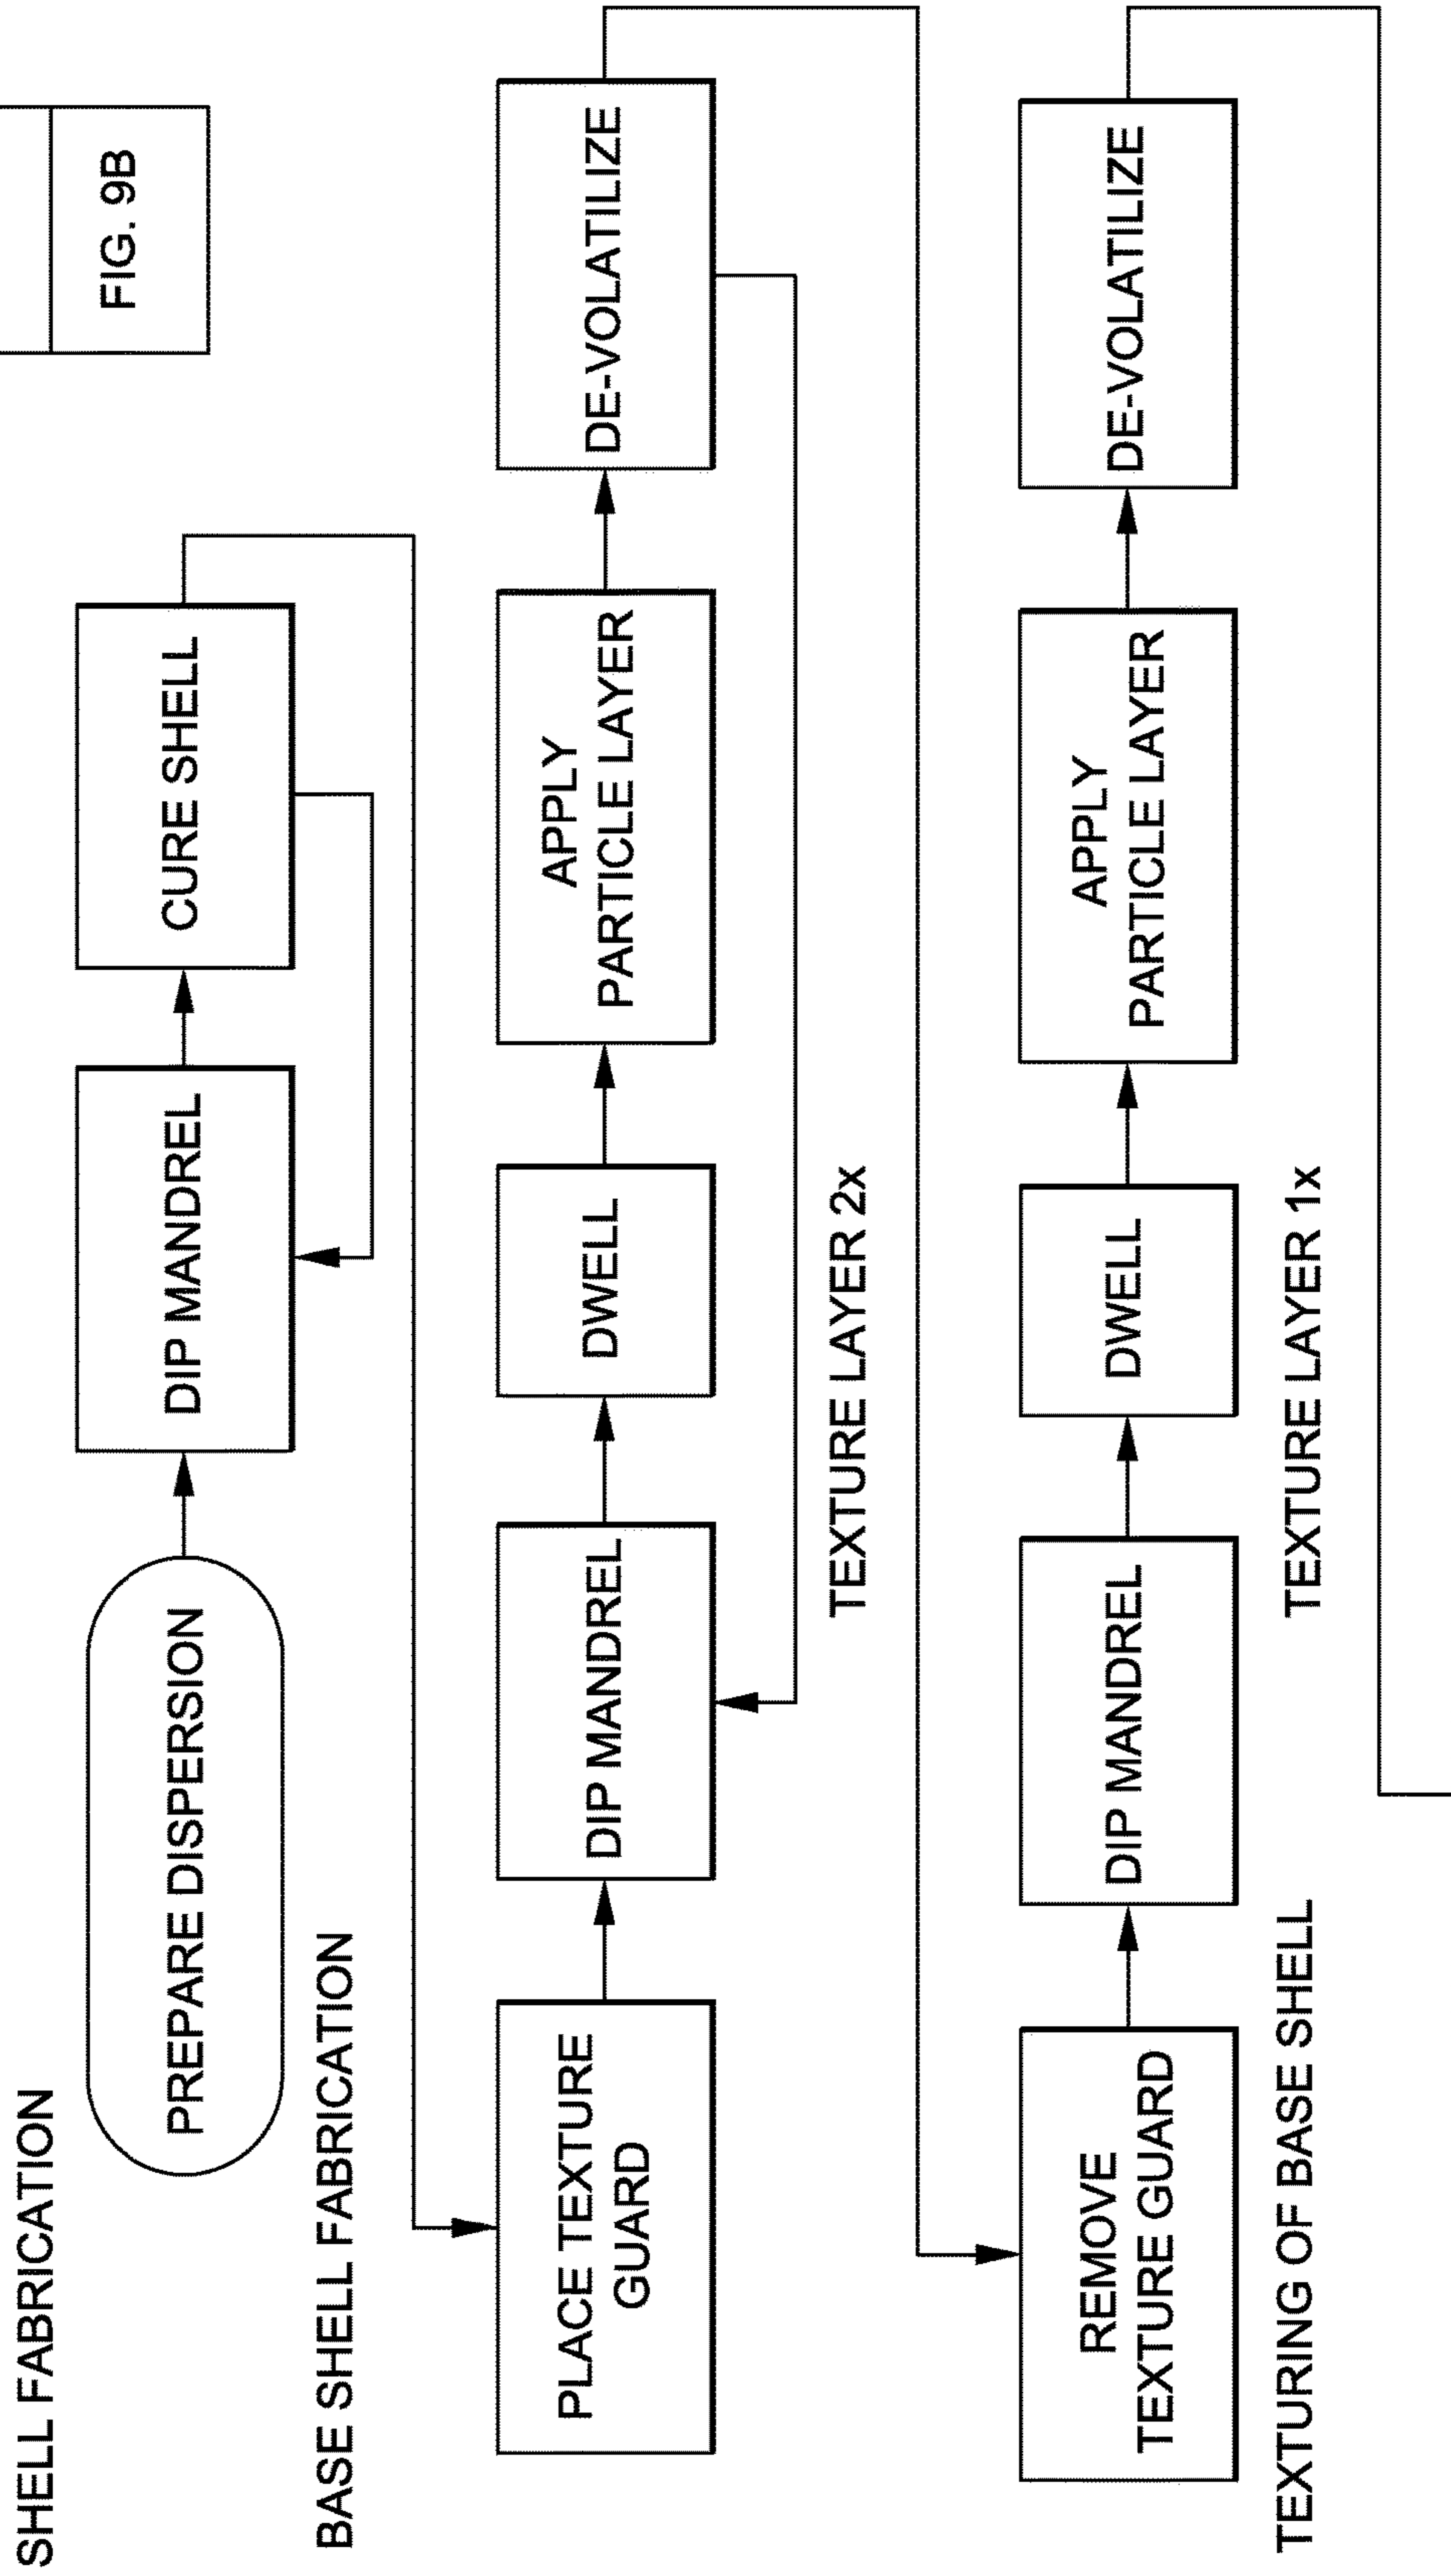 SHELL FABRICATION
FIG. 9B
PREPARE DISPERSION
DIP MANDREL
CURE SHELL
BASE SHELL FABRICATION
PLACE TEXTURE
GUARD
DIP MANDREL
DWELL
APPLY
PARTICLE LAYER
DE-VOLATILIZE
TEXTURE LAYER 2x
REMOVE
TEXTURE GUARD
DIP MANDREL
DWELL
APPLY
PARTICLE LAYER
DE-VOLATILIZE
TEXTURING OF BASE SHELL
TEXTURE LAYER 1x